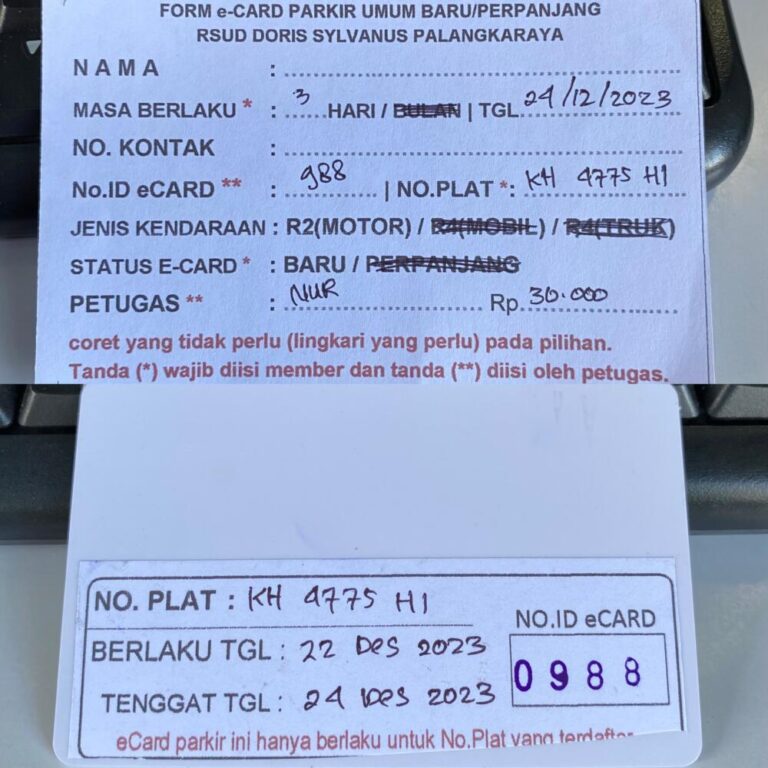 FORM e-CARD PARKIR UMUM BARU/PERPANJANG
RSUD DORIS SYLVANUS PALANGKARAYA
N A M A :
MASA BERLAKU * : 3 HARI / BULAN | TGL. 24/12/2023
NO. KONTAK :
No.ID eCARD ** : 988 | NO.PLAT *: KH 4775 HI
JENIS KENDARAAN : R2(MOTOR) / R4(MOBIL) / R4(TRUK)
STATUS E-CARD * : BARU / PERPANJANG
PETUGAS ** : NUR Rp. 30.000
coret yang tidak perlu (lingkari yang perlu) pada pilihan.
Tanda (*) wajib diisi member dan tanda (**) diisi oleh petugas.
NO. PLAT : KH 4775 HI
NO.ID eCARD
BERLAKU TGL : 22 Des 2023
0988
TENGGAT TGL : 24 Des 2023
eCard parkir ini hanya berlaku untuk No.Plat yang terdaftar